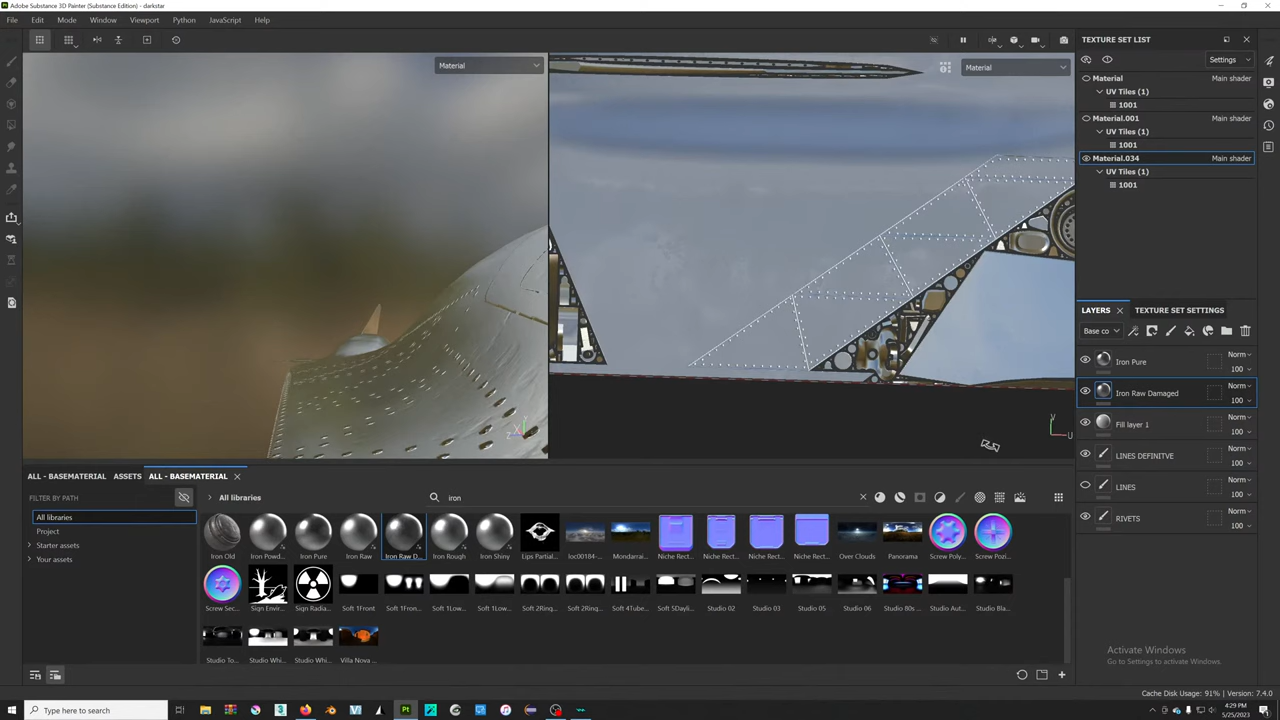 Adobe Substance 3D Painter (Substance Edition) - darkstar
File Edit Mode Window Viewport Python JavaScript Help
Material
Material
TEXTURE SET LIST
Settings
Material Main shader
UV Tiles (1)
1001
Material.001 Main shader
UV Tiles (1)
1001
Material.034 Main shader
UV Tiles (1)
1001
LAYERS TEXTURE SET SETTINGS
Base co
Iron Pure Norm 100
Iron Raw Damaged Norm 100
Fill layer 1 Norm 100
LINES DEFINITVE Norm 100
LINES Norm 100
RIVETS Norm 100
Z X Y
Y U
ALL - BASEMATERIAL ASSETS ALL - BASEMATERIAL
FILTER BY PATH
All libraries
Project
Starter assets
Your assets
All libraries
iron
Iron Old Iron Powd... Iron Pure Iron Raw Iron Raw D... Iron Rough Iron Shiny Lips Partial... loc00184-... Mondarrai... Niche Rect... Niche Rect... Niche Rect... Niche Rect... Over Clouds Panorama Screw Poly... Screw Pozi...
Screw Sec... Sign Envir... Sign Radia... Soft 1Front Soft 1Fron... Soft 1Low... Soft 1Low... Soft 2Ring... Soft 2Ring... Soft 4Tube... Soft 5Dayli... Studio 02 Studio 03 Studio 05 Studio 06 Studio 80s ... Studio Aut... Studio Bla...
Studio To... Studio Whi... Studio Whi... Villa Nova ...
Activate Windows
Go to Settings to activate Windows.
Cache Disk Usage: 91% | Version: 7.4.0
Type here to search
4:29 PM
5/25/2023